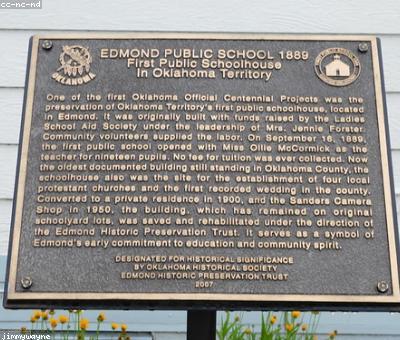 cc-nc-nd
EDMOND PUBLIC SCHOOL 1889
First Public Schoolhouse
In Oklahoma Territory
OKLAHOMA
One of the first Oklahoma Official Centennial Projects was the
preservation of Oklahoma Territory's first public schoolhouse, located
in Edmond. It was originally built with funds raised by the Ladies
School Aid Society under the leadership of Mrs. Jennie Forster.
Community volunteers supplied the labor. On September 16, 1889,
the first public school opened with Miss Ollie McCormick as the
teacher for nineteen pupils. No fee for tuition was ever collected. Now
the oldest documented building still standing in Oklahoma County, the
schoolhouse also was the site for the establishment of four local
protestant churches and the first recorded wedding in the county.
Converted to a private residence in 1900, and the Sanders Camera
Shop in 1950, the building, which has remained on original
schoolyard lots, was saved and rehabilitated under the direction of
the Edmond Historic Preservation Trust. It serves as a symbol of
Edmond's early commitment to education and community spirit.
DESIGNATED FOR HISTORICAL SIGNIFICANCE
BY OKLAHOMA HISTORICAL SOCIETY
EDMOND HISTORIC PRESERVATION TRUST
2007
jimmywayne